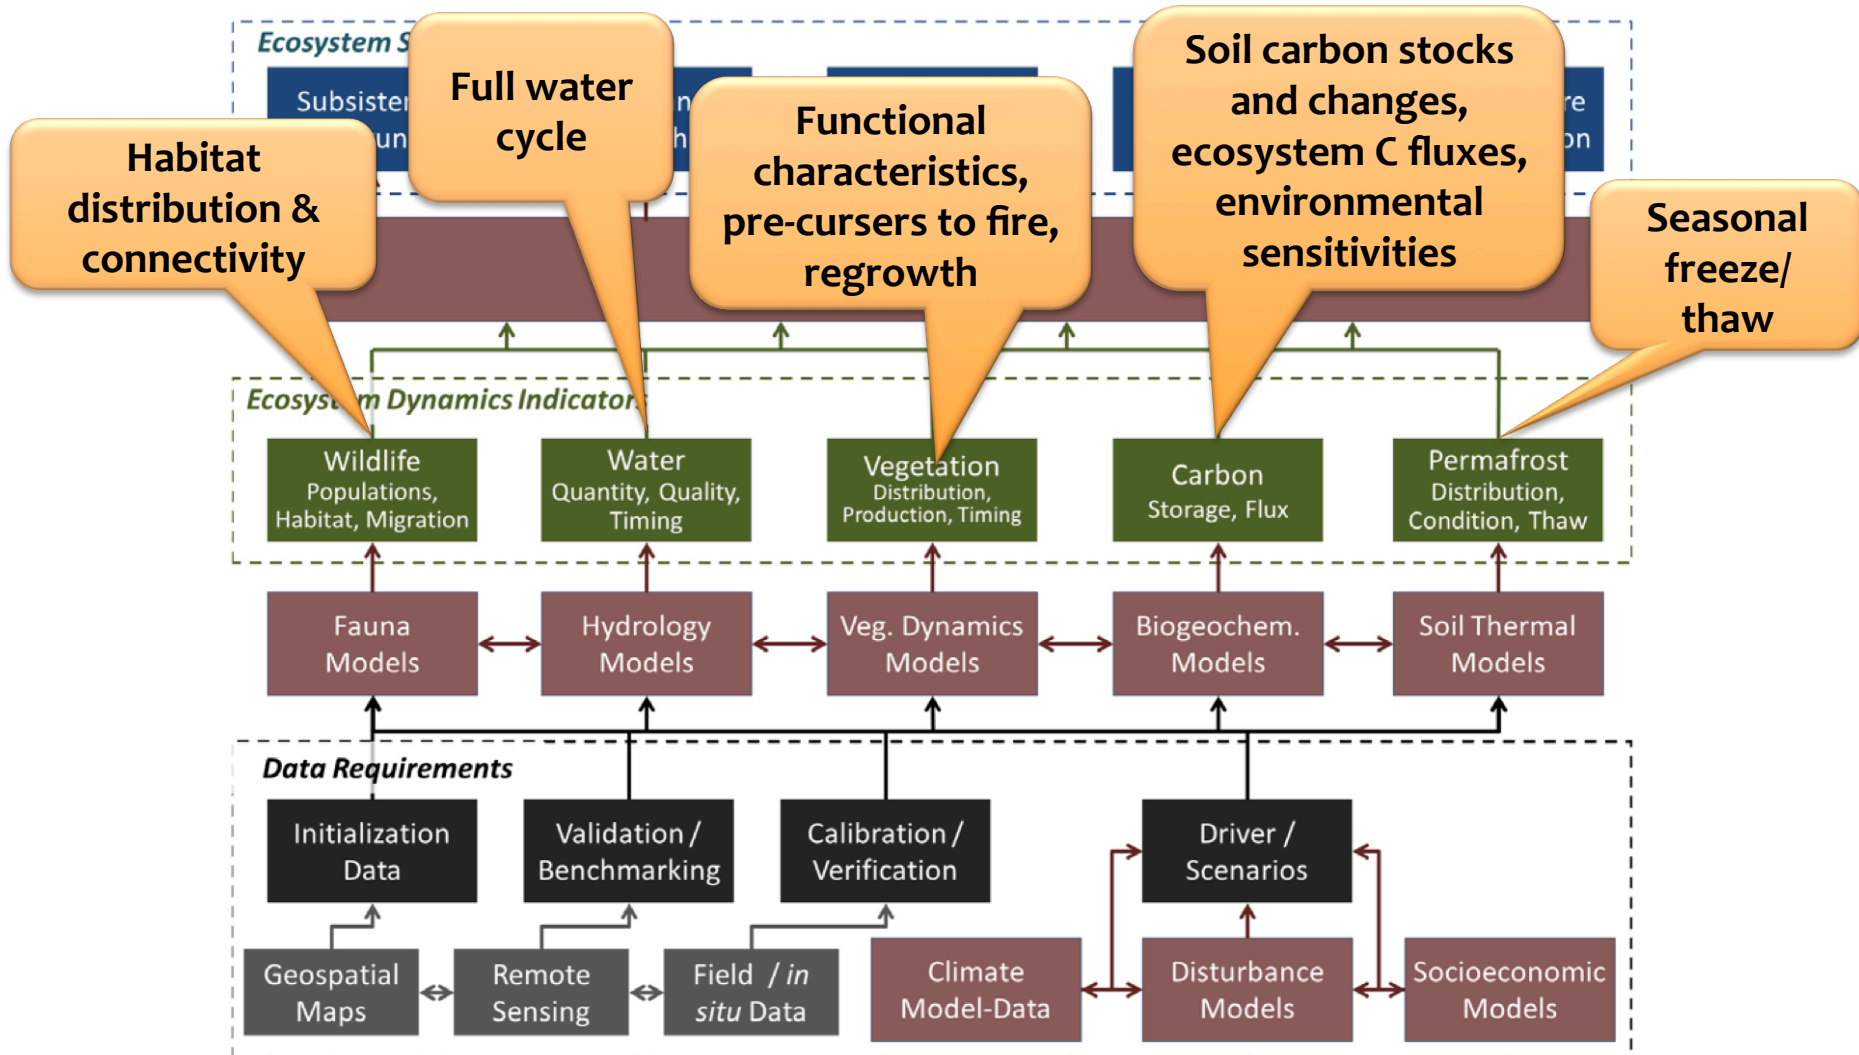 Ecosystem S
Subsisten
un
n
h
re
on
Habitat
distribution &
connectivity
Full water
cycle
Functional
characteristics,
pre-cursers to fire,
regrowth
Soil carbon stocks
and changes,
ecosystem C fluxes,
environmental
sensitivities
Seasonal
freeze/
thaw
Ecosystem Dynamics Indicators
Wildlife
Populations,
Habitat, Migration
Water
Quantity, Quality,
Timing
Vegetation
Distribution,
Production, Timing
Carbon
Storage, Flux
Permafrost
Distribution,
Condition, Thaw
Fauna
Models
Hydrology
Models
Veg. Dynamics
Models
Biogeochem.
Models
Soil Thermal
Models
Data Requirements
Initialization
Data
Validation /
Benchmarking
Calibration /
Verification
Driver /
Scenarios
Geospatial
Maps
Remote
Sensing
Field / in
situ Data
Climate
Model-Data
Disturbance
Models
Socioeconomic
Models